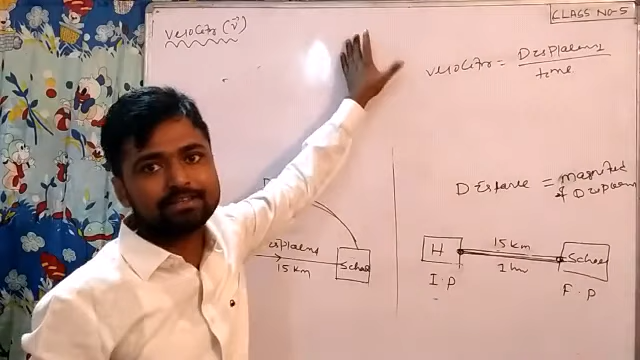 CLASS NO-5
Velocity (v⃗)
velocity = Displacement
time
Distance = magnitude
of Displacement
Displacement
15 km
School
H
15 km
1 hr
School
I.P
F.P